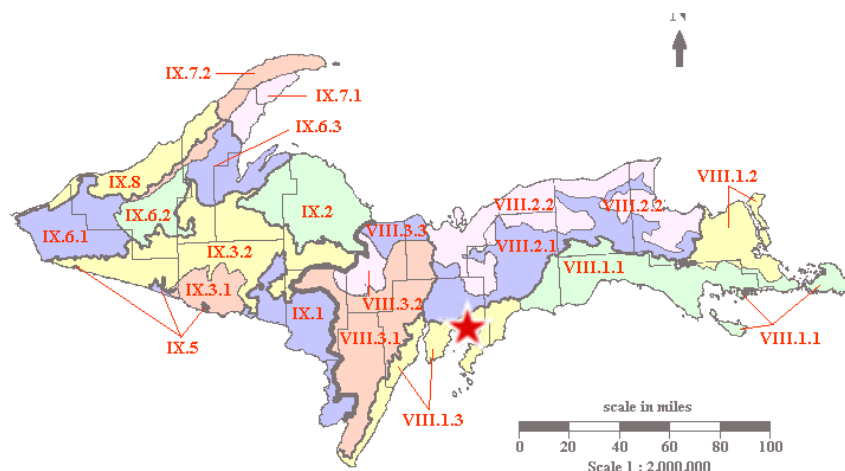 N
IX.7.2
IX.7.1
IX.6.3
IX.8
VIII.1.2
IX.6.2
IX.2
VIII.2.2
VIII.2.2
IX.6.1
VIII.3.3
IX.3.2
VIII.2.1
VIII.1.1
IX.3.1
VIII.3.2
IX.1
IX.5
VIII.3.1
VIII.1.1
VIII.1.3
scale in miles
0 20 40 60 80 100
Scale 1 : 2,000,000